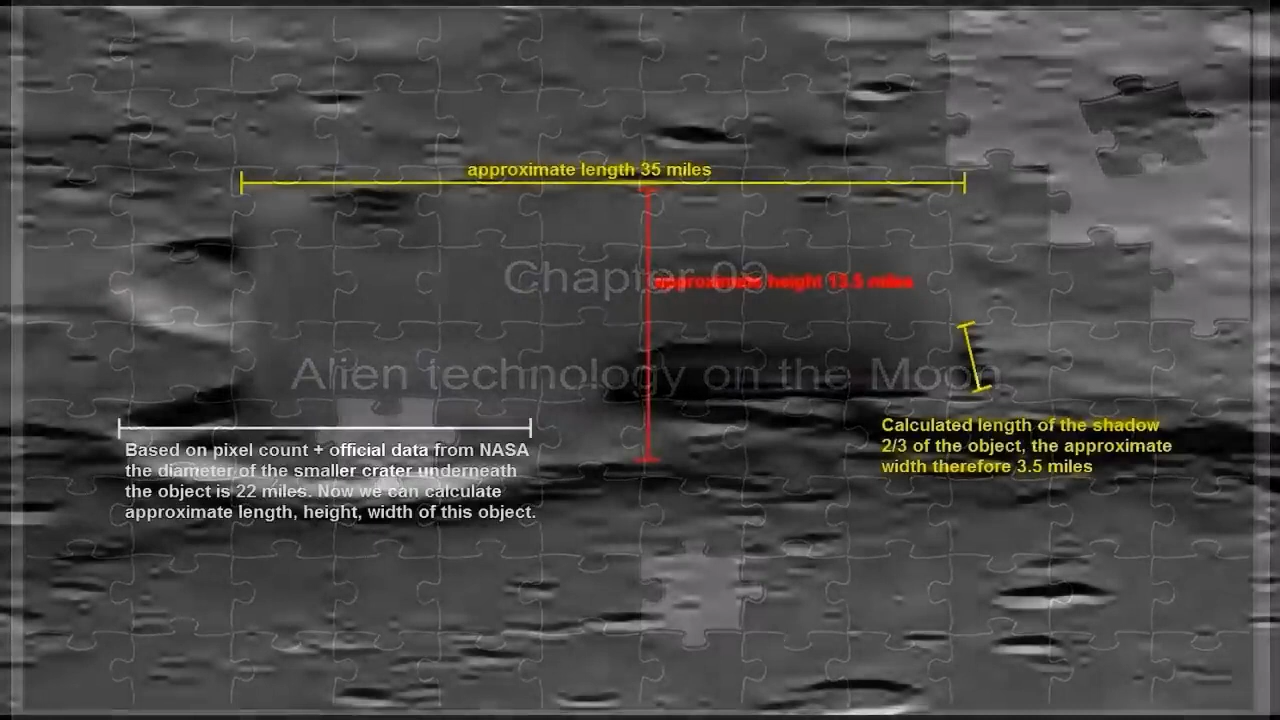 approximate length 35 miles
Chapter 03
approximate height 13.5 miles
Alien technology on the Moon
Calculated length of the shadow
2/3 of the object, the approximate
width therefore 3.5 miles
Based on pixel count + official data from NASA
the diameter of the smaller crater underneath
the object is 22 miles. Now we can calculate
approximate length, height, width of this object.